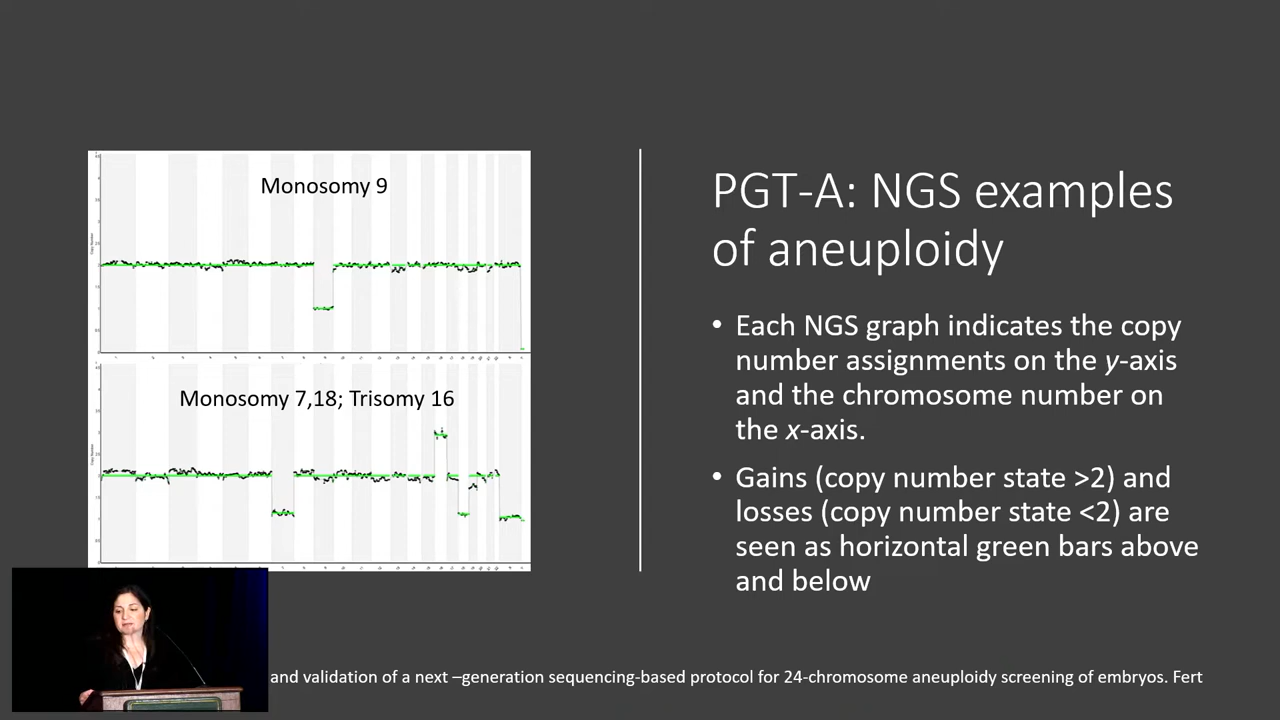 Monosomy 9
Monosomy 7,18; Trisomy 16
PGT-A: NGS examples
of aneuploidy
• Each NGS graph indicates the copy
number assignments on the y-axis
and the chromosome number on
the x-axis.
• Gains (copy number state >2) and
losses (copy number state <2) are
seen as horizontal green bars above
and below
and validation of a next –generation sequencing-based protocol for 24-chromosome aneuploidy screening of embryos. Fert